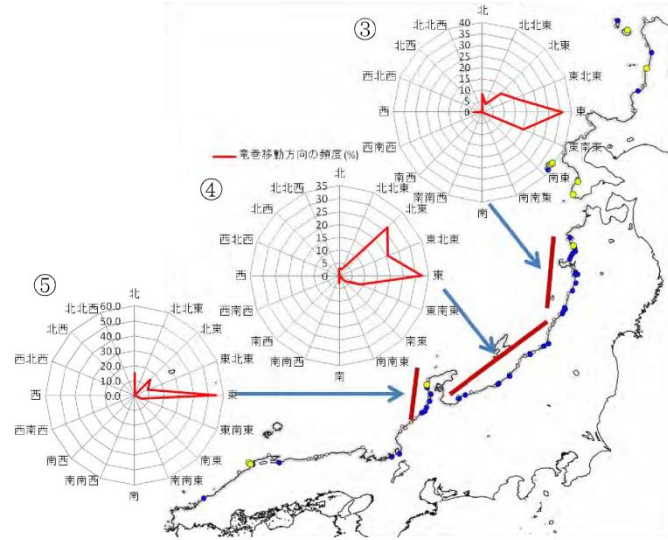 ③
北
北北東
北東
東北東
東
東南東
南東
南南東
南
南南西
南西
西南西
西
西北西
北西
北北西
40
35
30
25
20
15
10
5
0
竜巻移動方向の頻度(%)
④
北
北北東
北東
東北東
東
東南東
南東
南南東
南
南南西
南西
西南西
西
西北西
北西
北北西
35
30
25
20
15
10
5
0
⑤
北
北北東
北東
東北東
東
東南東
南東
南南東
南
南南西
南西
西南西
西
西北西
北西
北北西
60.0
50.0
40.0
30.0
20.0
10.0
0.0